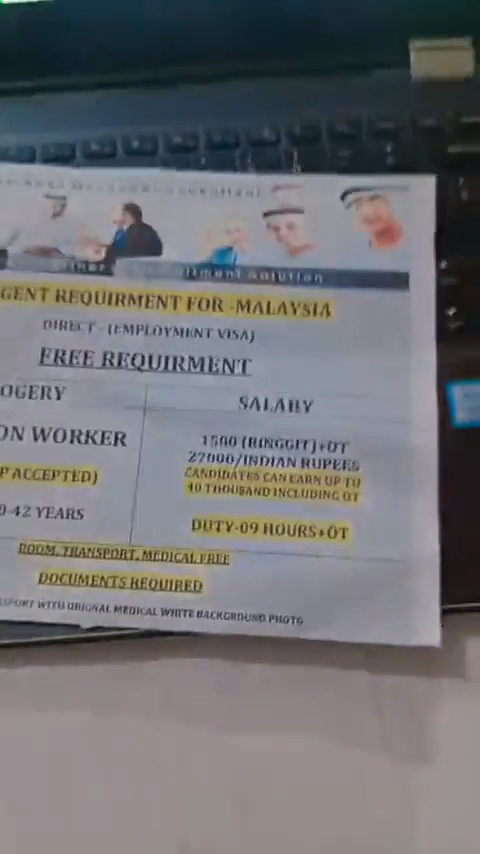 GENT REQUIRMENT FOR -MALAYSIA
DIRECT - (EMPLOYMENT VISA)
FREE REQUIRMENT
OGERY
SALARY
ON WORKER
1500 (RINGGIT)+OT
27000/INDIAN RUPEES
CANDIDATES CAN EARN UP TO
40 THOUSAND INCLUDING OT
P ACCEPTED)
0-42 YEARS
DUTY-09 HOURS+OT
ROOM, TRANSPORT, MEDICAL FREE
DOCUMENTS REQUIRED
SPORT WITH ORIGNAL MEDICAL WHITE BACKGROUND PHOTO